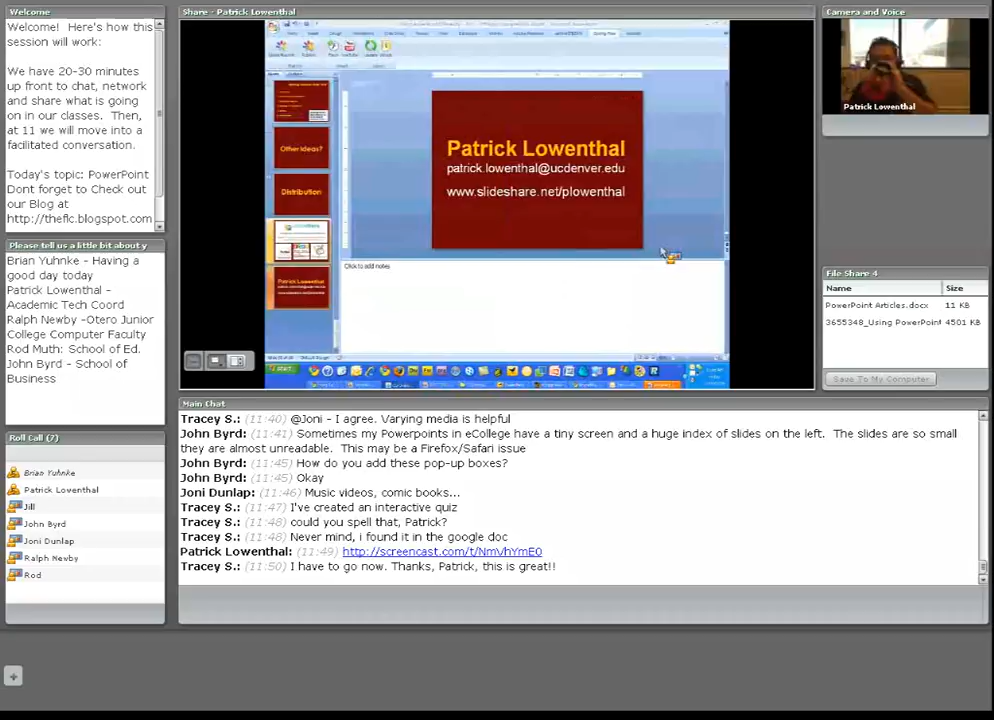 Welcome
Welcome! Here's how this
session will work:
We have 20-30 minutes
up front to chat, network
and share what is going
on in our classes. Then,
at 11 we will move into a
facilitated conversation.
Today's topic: PowerPoint
Dont forget to Check out
our Blog at
http://theflc.blogspot.com
Please tell us a little bit about y
Brian Yuhnke - Having a
good day today
Patrick Lowenthal -
Academic Tech Coord
Ralph Newby -Otero Junior
College Computer Faculty
Rod Muth: School of Ed.
John Byrd - School of
Business
Roll Call (7)
Brian Yuhnke
Patrick Lowenthal
Jill
John Byrd
Joni Dunlap
Ralph Newby
Rod
Share - Patrick Lowenthal
Other Ideas?
Distribution
Patrick Lowenthal
Patrick Lowenthal
patrick.lowenthal@ucdenver.edu
www.slideshare.net/plowenthal
Click to add notes
start
Camera and Voice
Patrick Lowenthal
File Share 4
Name Size
PowerPoint Articles.docx 11 KB
3655348_Using PowerPoint 4501 KB
Save To My Computer
Main Chat
Tracey S.: (11:40) @Joni - I agree. Varying media is helpful
John Byrd: (11:41) Sometimes my Powerpoints in eCollege have a tiny screen and a huge index of slides on the left. The slides are so small
they are almost unreadable. This may be a Firefox/Safari issue
John Byrd: (11:45) How do you add these pop-up boxes?
John Byrd: (11:45) Okay
Joni Dunlap: (11:46) Music videos, comic books...
Tracey S.: (11:47) I've created an interactive quiz
Tracey S.: (11:48) could you spell that, Patrick?
Tracey S.: (11:48) Never mind, i found it in the google doc
Patrick Lowenthal: (11:49) http://screencast.com/t/NmVhYmE0
Tracey S.: (11:50) I have to go now. Thanks, Patrick, this is great!!